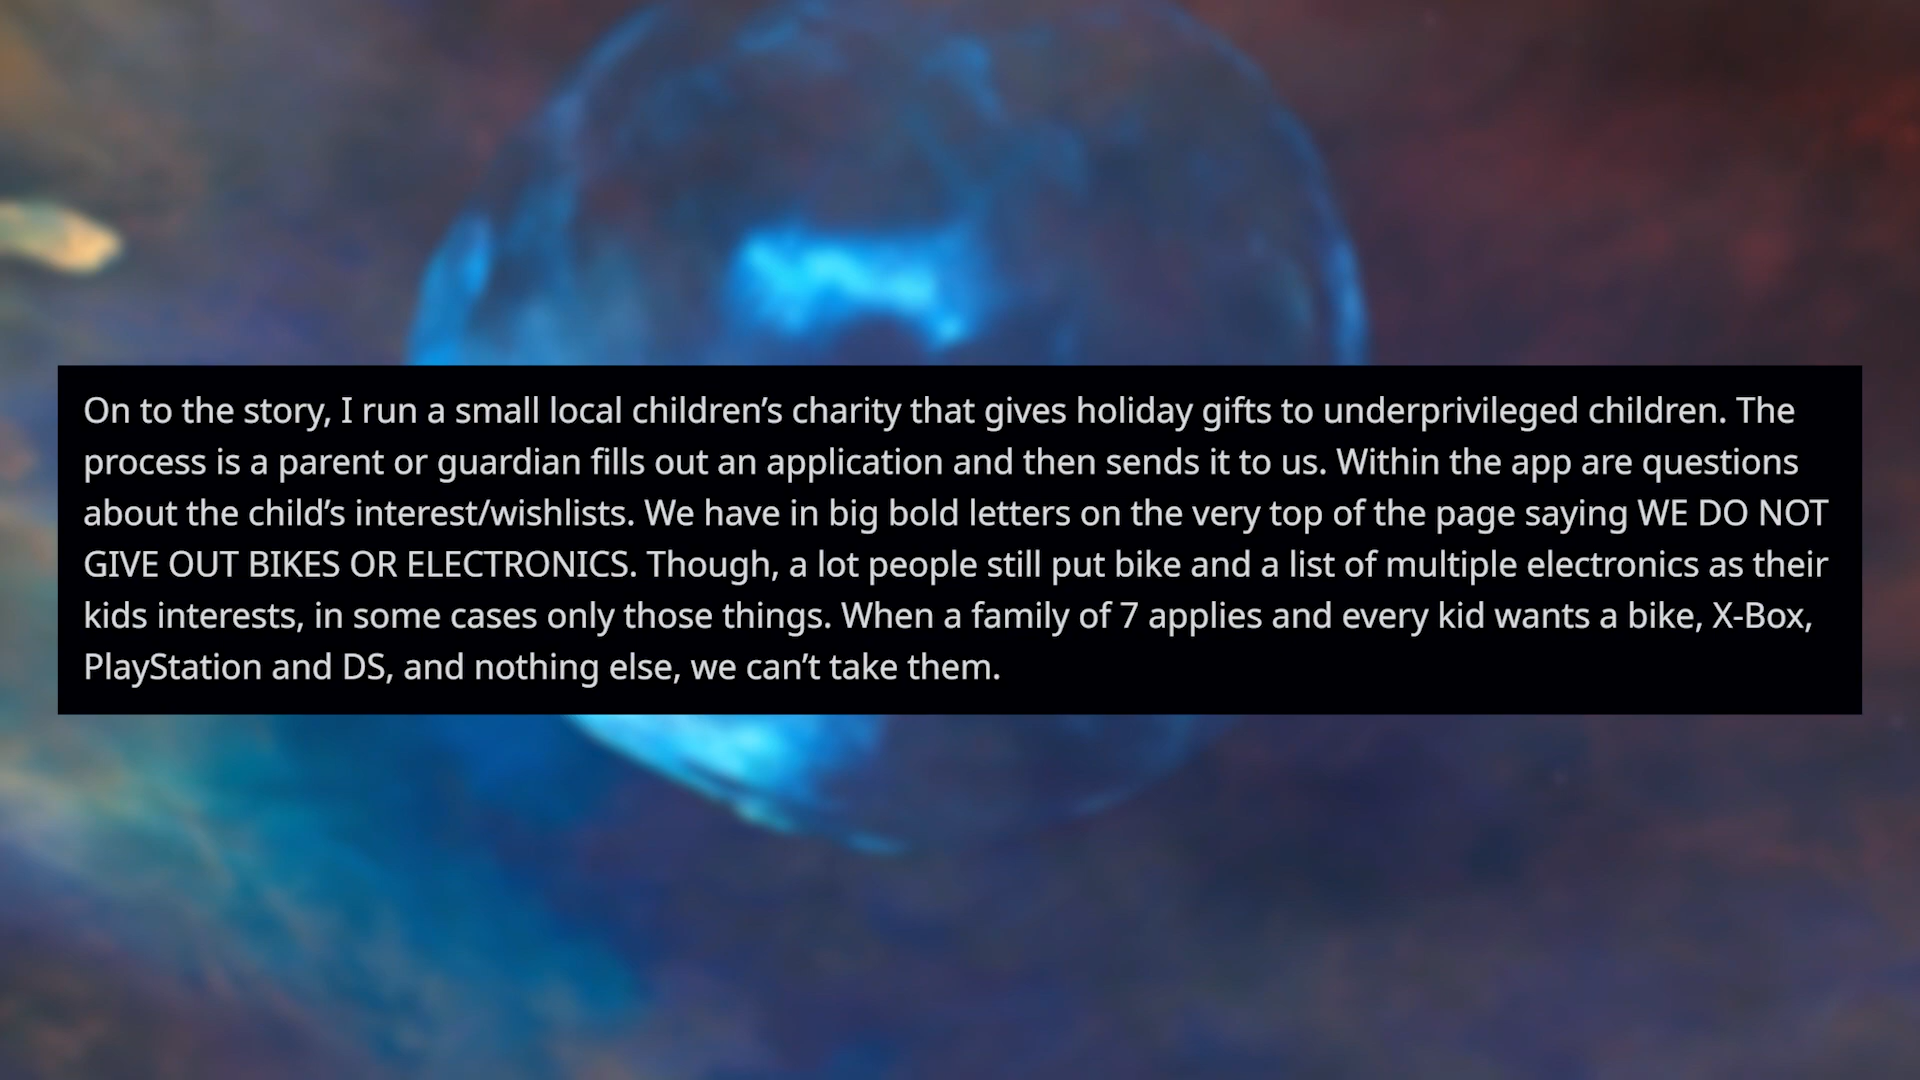 On to the story, I run a small local children’s charity that gives holiday gifts to underprivileged children. The
process is a parent or guardian fills out an application and then sends it to us. Within the app are questions
about the child’s interest/wishlists. We have in big bold letters on the very top of the page saying WE DO NOT
GIVE OUT BIKES OR ELECTRONICS. Though, a lot people still put bike and a list of multiple electronics as their
kids interests, in some cases only those things. When a family of 7 applies and every kid wants a bike, X-Box,
PlayStation and DS, and nothing else, we can’t take them.